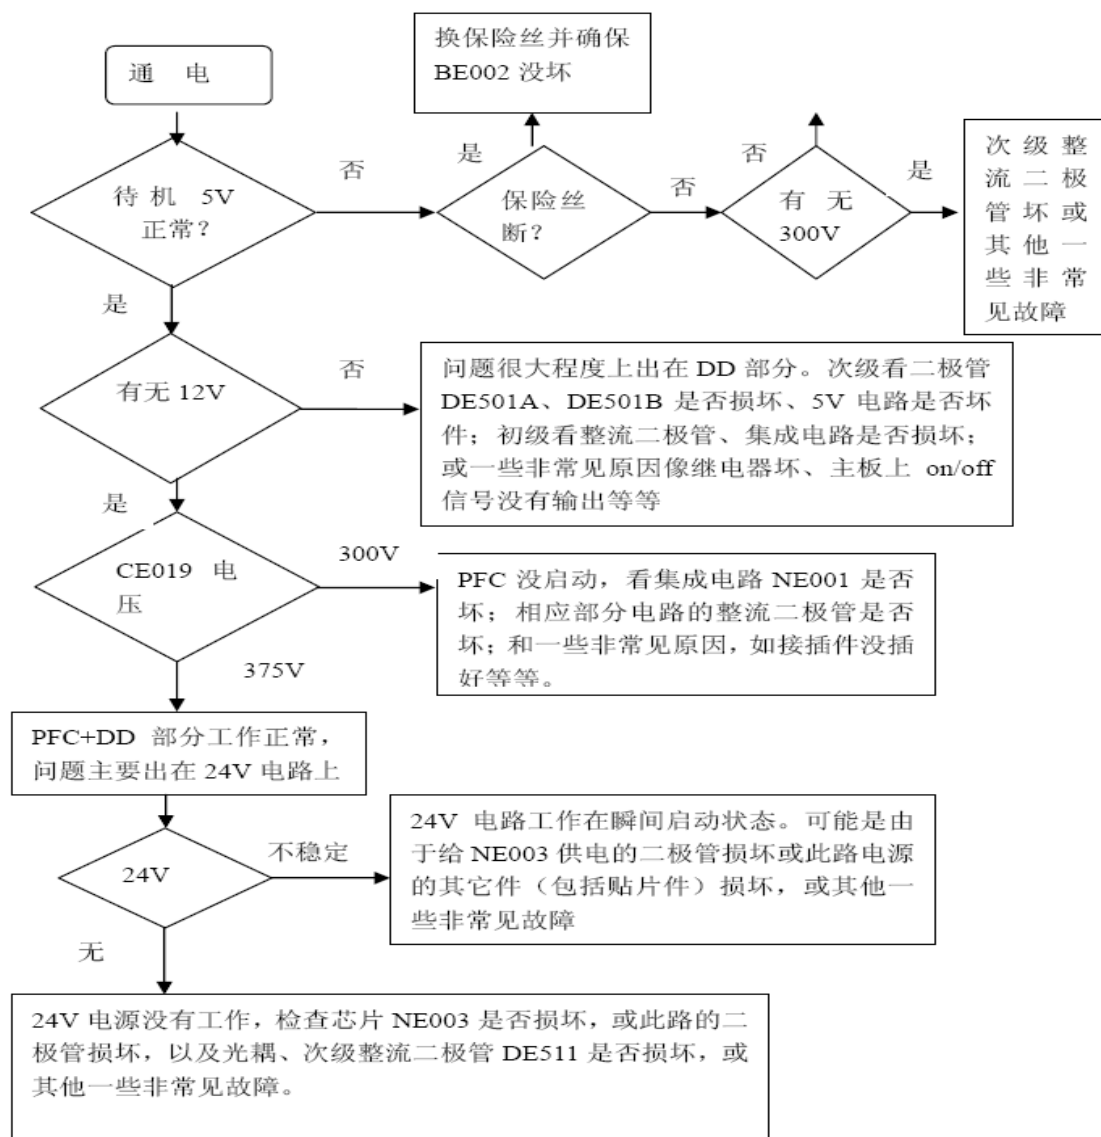 通 电
换保险丝并确保
BE002 没坏
待 机 5V
正常？
否
是
保险丝
断？
否
否
有 无
300V
是
次 级 整
流 二 极
管 坏 或
其 他 一
些 非 常
见故障
是
有无 12V
否
问题很大程度上出在 DD 部分。次级看二极管
DE501A、DE501B 是否损坏、5V 电路是否坏
件；初级看整流二极管、集成电路是否损坏；
或一些非常见原因像继电器坏、主板上 on/off
信号没有输出等等
是
CE019 电
压
300V
PFC 没启动，看集成电路 NE001 是否
坏；相应部分电路的整流二极管是否
坏；和一些非常见原因，如接插件没插
好等等。
375V
PFC+DD 部分工作正常，
问题主要出在 24V 电路上
24V
不稳定
24V 电路工作在瞬间启动状态。可能是由
于给 NE003 供电的二极管损坏或此路电源
的其它件（包括贴片件）损坏，或其他一
些非常见故障
无
24V 电源没有工作，检查芯片 NE003 是否损坏，或此路的二
极管损坏，以及光耦、次级整流二极管 DE511 是否损坏，或
其他一些非常见故障。